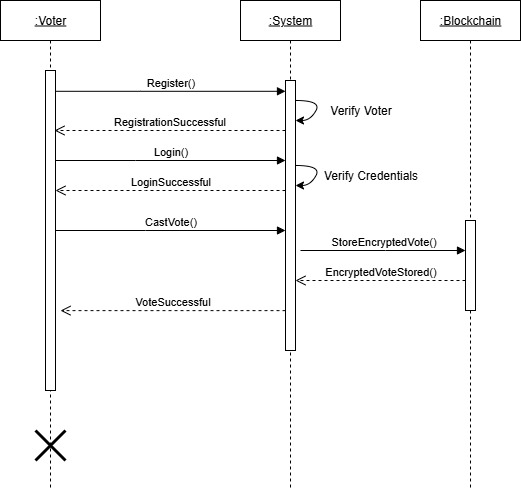 :Voter
:System
:Blockchain
Register()
Verify Voter
RegistrationSuccessful
Login()
Verify Credentials
LoginSuccessful
CastVote()
StoreEncryptedVote()
EncryptedVoteStored()
VoteSuccessful